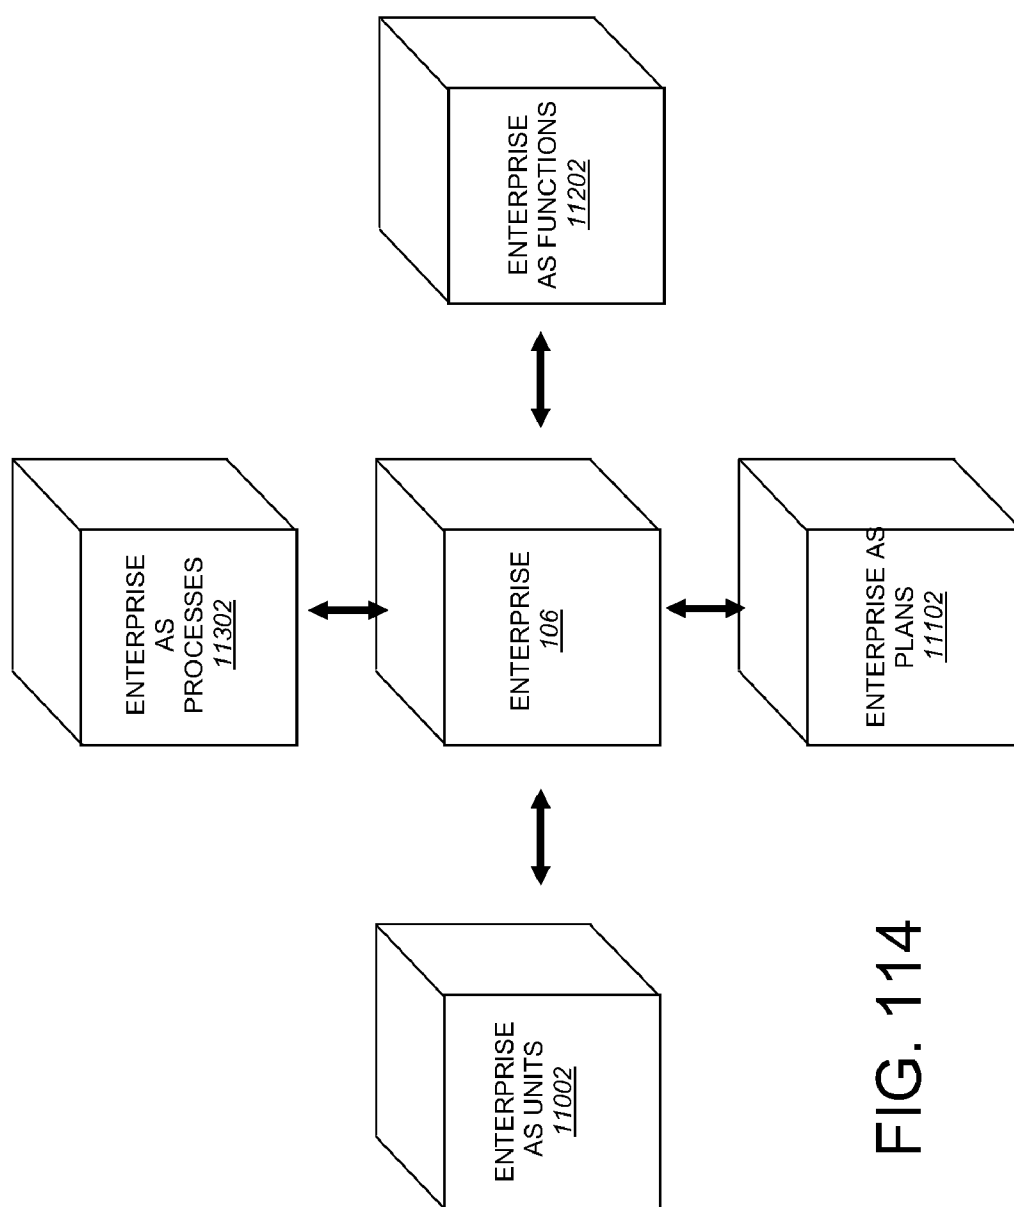 ENTERPRISE
AS
PROCESSES
11302
ENTERPRISE
AS UNITS
11002
ENTERPRISE
106
ENTERPRISE
AS FUNCTIONS
11202
ENTERPRISE AS
PLANS
11102
FIG. 114